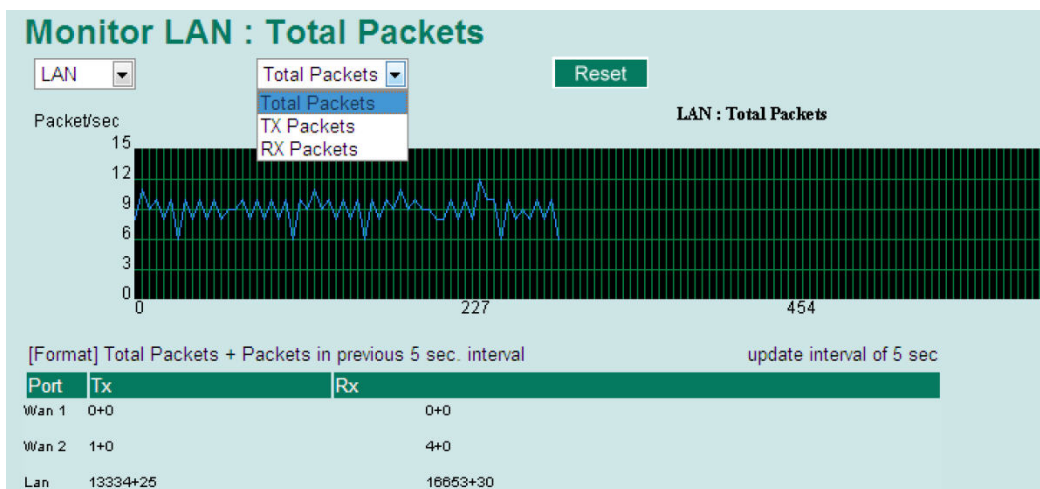 Monitor LAN : Total Packets
LAN Total Packets Reset
Total Packets
TX Packets
RX Packets
Packet/sec LAN : Total Packets
15
12
9
6
3
0
0 227 454
[Format] Total Packets + Packets in previous 5 sec. interval update interval of 5 sec
Port Tx Rx
Wan 1 0+0 0+0
Wan 2 1+0 4+0
Lan 13334+25 16653+30